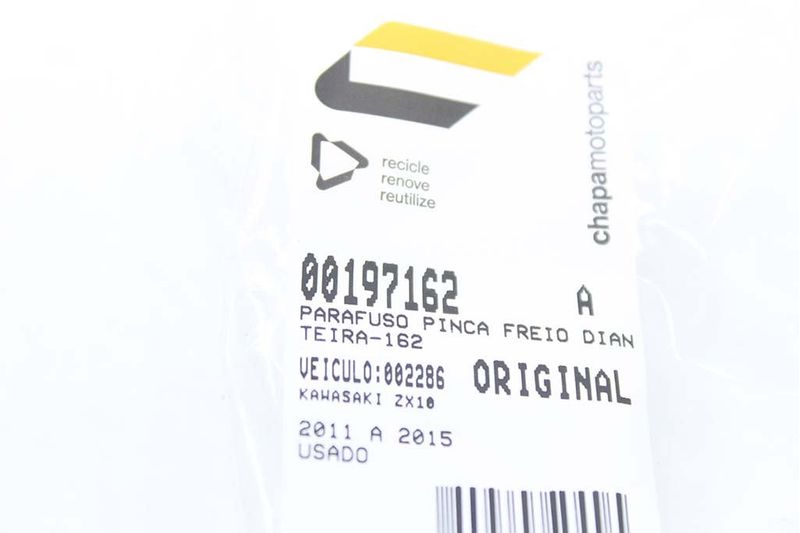 chapamotoparts
recicle
renove
reutilize
00197162 A
PARAFUSO PINCA FREIO DIAN
TEIRA-162
VEICULO:002286 ORIGINAL
KAWASAKI ZX10
2011 A 2015
USADO